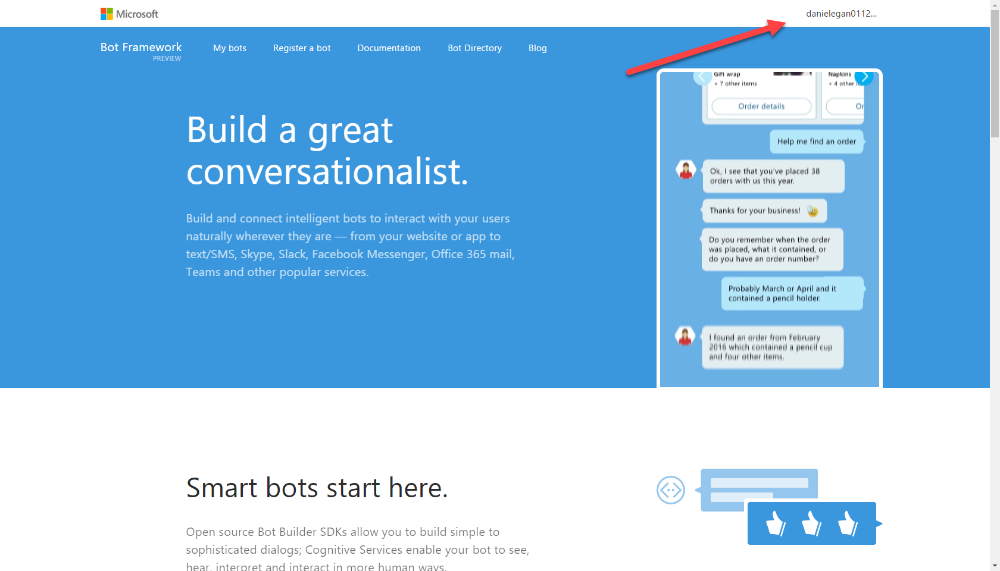 Microsoft
danielegan0112...
Bot Framework
PREVIEW
My bots
Register a bot
Documentation
Bot Directory
Blog
Build a great
conversationalist.
Build and connect intelligent bots to interact with your users
naturally wherever they are — from your website or app to
text/SMS, Skype, Slack, Facebook Messenger, Office 365 mail,
Teams and other popular services.
Gift wrap
+ 7 other items
Order details
Napkins
+ 4 other
Help me find an order
Ok, I see that you've placed 38
orders with us this year.
Thanks for your business!
Do you remember when the order
was placed, what it contained, or
do you have an order number?
Probably March or April and it
contained a pencil holder.
I found an order from February
2016 which contained a pencil cup
and four other items.
Smart bots start here.
Open source Bot Builder SDKs allow you to build simple to
sophisticated dialogs; Cognitive Services enable your bot to see,
hear, interpret and interact in more human ways.